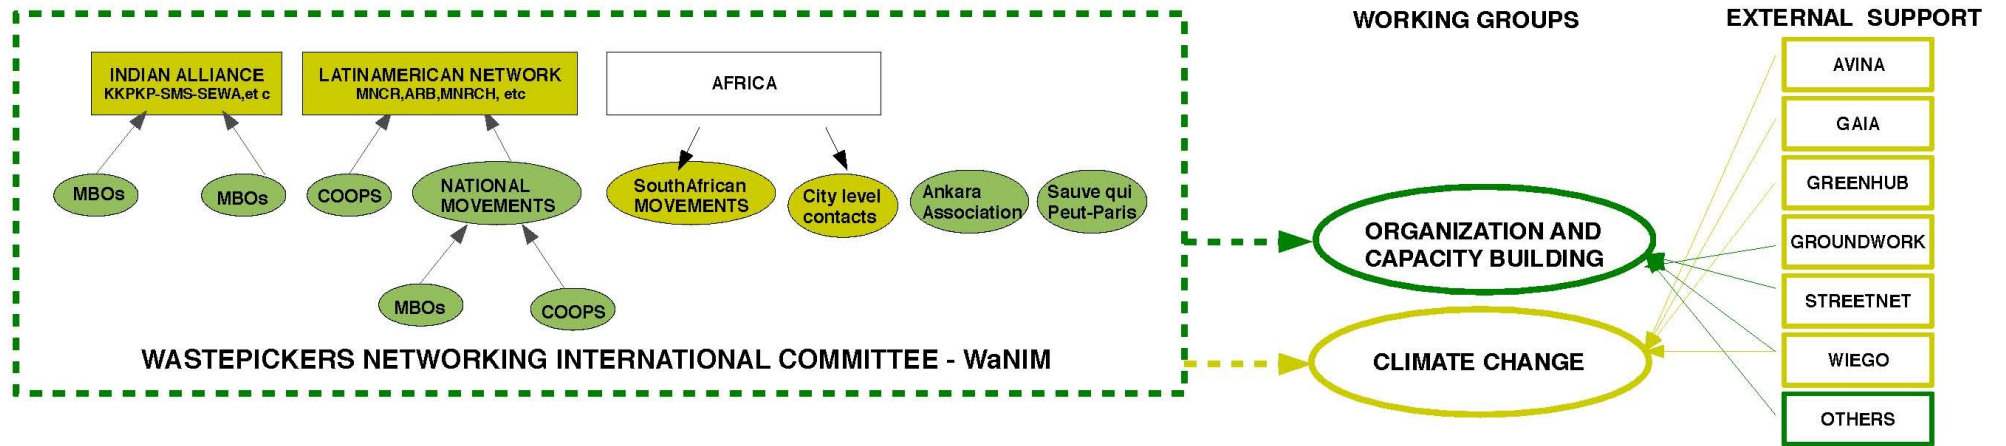 WORKING GROUPS
EXTERNAL SUPPORT
INDIAN ALLIANCE
KKPKP-SMS-SEWA,et c
LATINAMERICAN NETWORK
MNCR,ARB,MNRCH, etc
AFRICA
MBOs
MBOs
COOPS
NATIONAL
MOVEMENTS
SouthAfrican
MOVEMENTS
City level
contacts
Ankara
Association
Sauve qui
Peut-Paris
MBOs
COOPS
WASTEPICKERS NETWORKING INTERNATIONAL COMMITTEE - WaNIM
ORGANIZATION AND
CAPACITY BUILDING
CLIMATE CHANGE
AVINA
GAIA
GREENHUB
GROUNDWORK
STREETNET
WIEGO
OTHERS